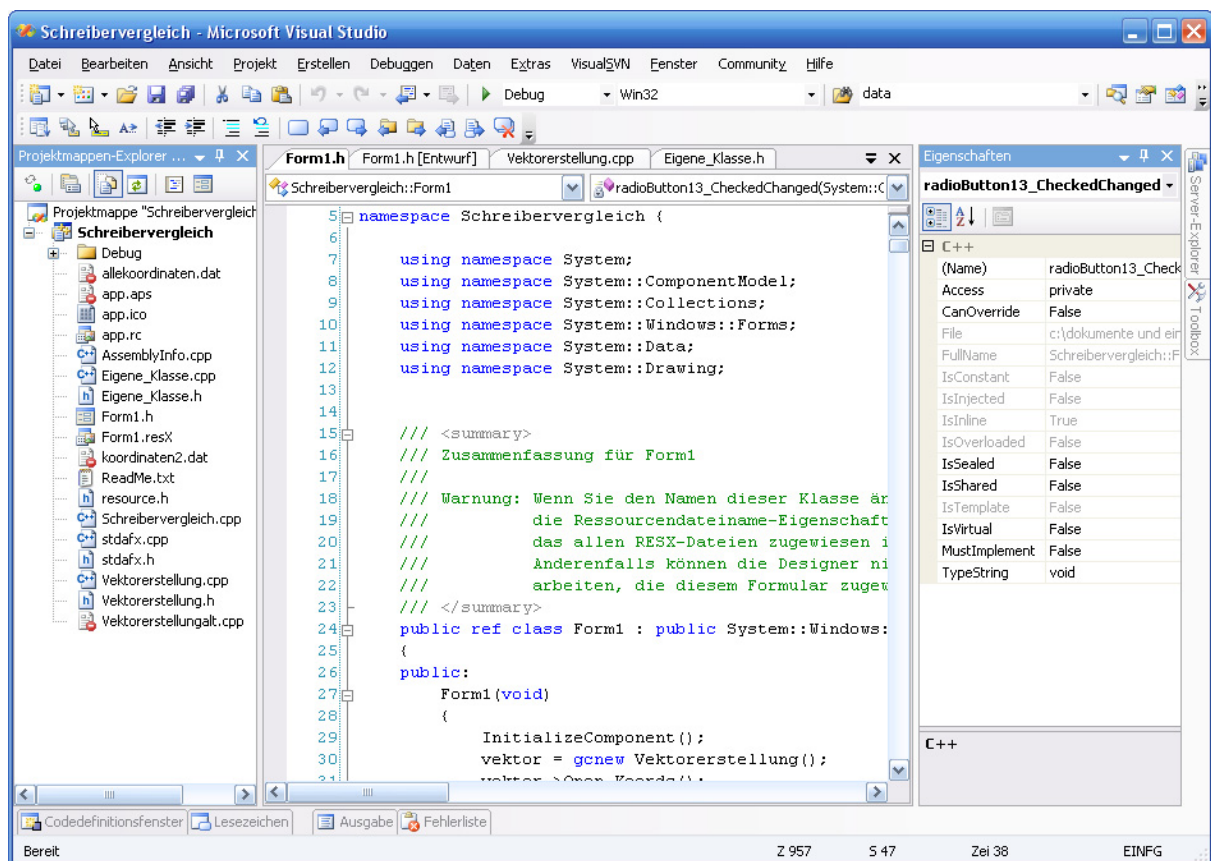 Schreibervergleich - Microsoft Visual Studio
Datei Bearbeiten Ansicht Projekt Erstellen Debuggen Daten Extras VisualSVN Fenster Community Hilfe
Debug Win32 data
Projektmappen-Explorer ...
Projektmappe "Schreibervergleich
Schreibervergleich
Debug
allekoordinaten.dat
app.aps
app.ico
app.rc
AssemblyInfo.cpp
Eigene_Klasse.cpp
Eigene_Klasse.h
Form1.h
Form1.resX
koordinaten2.dat
ReadMe.txt
resource.h
Schreibervergleich.cpp
stdafx.cpp
stdafx.h
Vektorerstellung.cpp
Vektorerstellung.h
Vektorerstellungalt.cpp
Form1.h Form1.h [Entwurf] Vektorerstellung.cpp Eigene_Klasse.h
Schreibervergleich::Form1 radioButton13_CheckedChanged(System::C
5 namespace Schreibervergleich {
6
7 using namespace System;
8 using namespace System::ComponentModel;
9 using namespace System::Collections;
10 using namespace System::Windows::Forms;
11 using namespace System::Data;
12 using namespace System::Drawing;
13
14
15 /// <summary>
16 /// Zusammenfassung für Form1
17 ///
18 /// Warnung: Wenn Sie den Namen dieser Klasse än
19 /// die Ressourcendateiname-Eigenschaft
20 /// das allen RESX-Dateien zugewiesen i
21 /// Anderenfalls können die Designer ni
22 /// arbeiten, die diesem Formular zugew
23 /// </summary>
24 public ref class Form1 : public System::Windows:
25 {
26 public:
27 Form1(void)
28 {
29 InitializeComponent();
30 vektor = gcnew Vektorerstellung();
Eigenschaften
radioButton13_CheckedChanged
C++
(Name) radioButton13_Check
Access private
CanOverride False
File c:\dokumente und ein
FullName Schreibervergleich::F
IsConstant False
IsInjected False
IsInline True
IsOverloaded False
IsSealed False
IsShared False
IsTemplate False
IsVirtual False
MustImplement False
TypeString void
C++
Server-Explorer
Toolbox
Codedefinitionsfenster Lesezeichen Ausgabe Fehlerliste
Bereit Z 957 S 47 Zei 38 EINFG